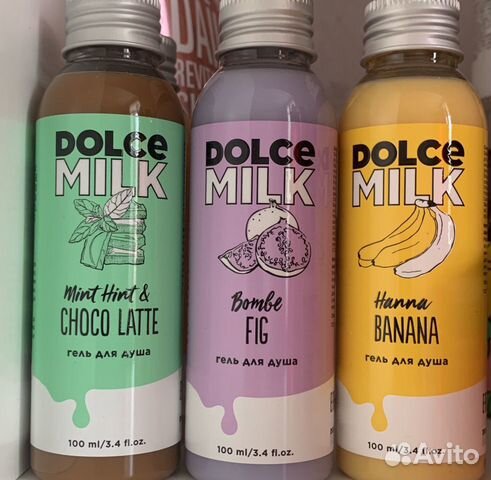 DOLCE
MILK
Mint Hint &
CHOCO LATTE
гель для душа
100 ml/3.4 fl.oz.
DOLCE
MILK
Bombe
FIG
гель для душа
100 ml/3.4 fl.oz.
DOLCE
MILK
Hanna
BANANA
гель для душа
100 ml/3.4 fl.oz.
Avito